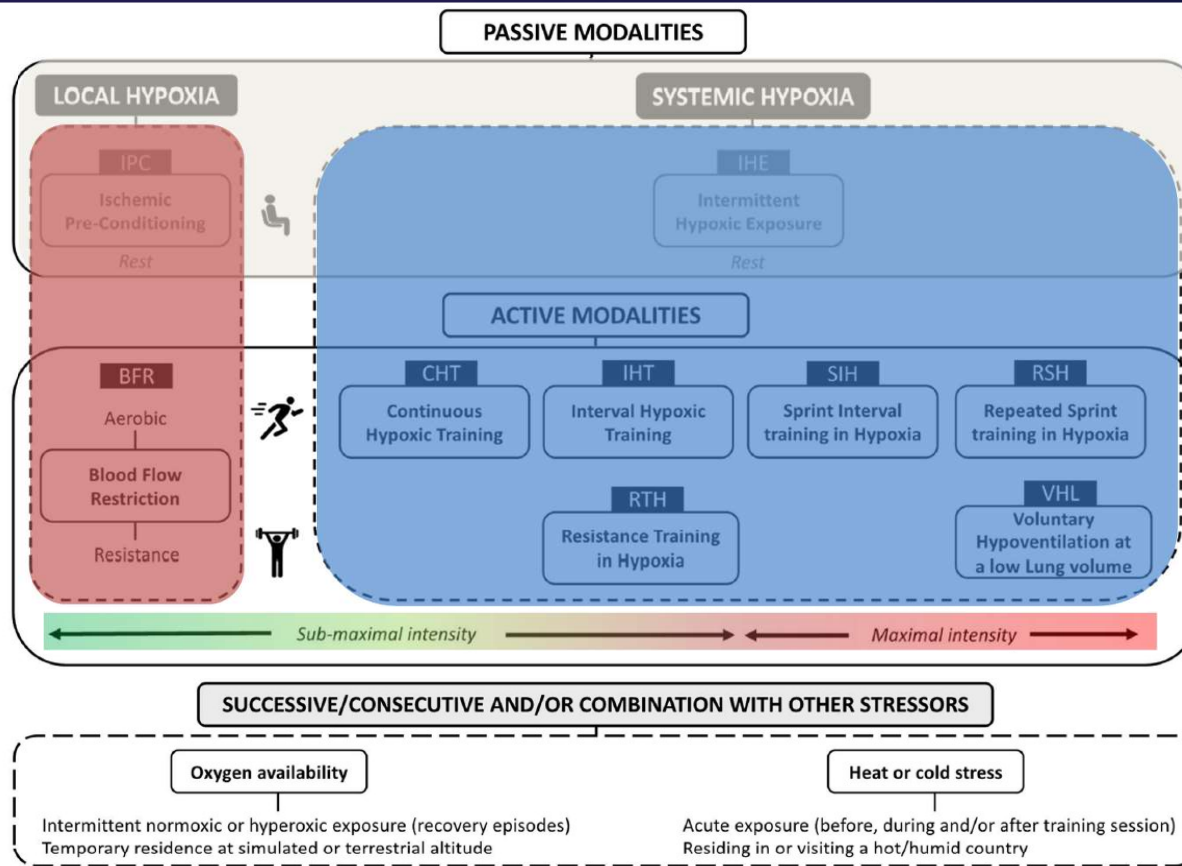 PASSIVE MODALITIES
LOCAL HYPOXIA
SYSTEMIC HYPOXIA
IPC
Ischemic
Pre-Conditioning
Rest
IHE
Intermittent
Hypoxic Exposure
Rest
ACTIVE MODALITIES
BFR
Aerobic
Blood Flow
Restriction
Resistance
CHT
Continuous
Hypoxic Training
IHT
Interval Hypoxic
Training
SIH
Sprint Interval
training in Hypoxia
RSH
Repeated Sprint
training in Hypoxia
RTH
Resistance Training
in Hypoxia
VHL
Voluntary
Hypoventilation at
a low Lung volume
Sub-maximal intensity
Maximal intensity
SUCCESSIVE/CONSECUTIVE AND/OR COMBINATION WITH OTHER STRESSORS
Oxygen availability
Intermittent normoxic or hyperoxic exposure (recovery episodes)
Temporary residence at simulated or terrestrial altitude
Heat or cold stress
Acute exposure (before, during and/or after training session)
Residing in or visiting a hot/humid country